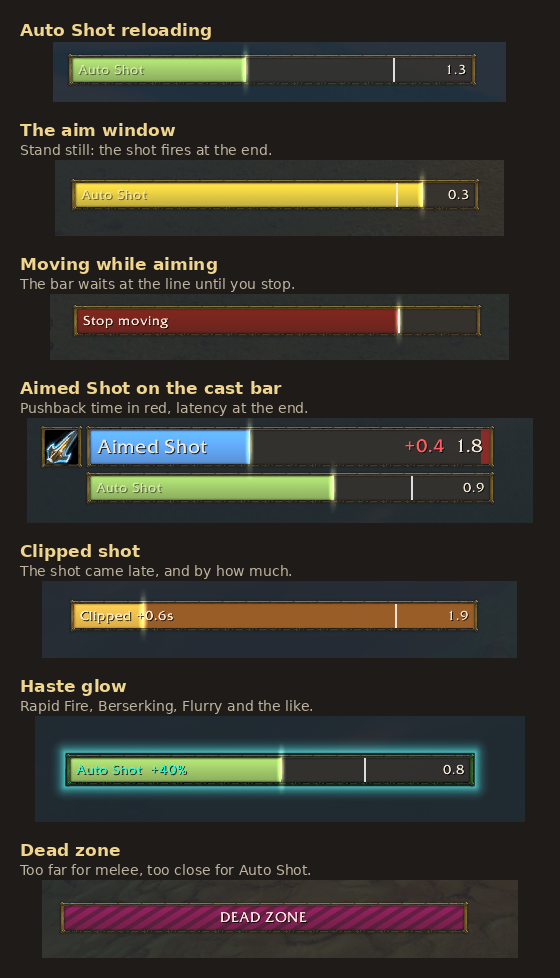 Auto Shot reloading
Auto Shot 1.3
The aim window
Stand still: the shot fires at the end.
Auto Shot 0.3
Moving while aiming
The bar waits at the line until you stop.
Stop moving
Aimed Shot on the cast bar
Pushback time in red, latency at the end.
Aimed Shot +0.4 1.8
Auto Shot 0.9
Clipped shot
The shot came late, and by how much.
Clipped +0.6s 1.9
Haste glow
Rapid Fire, Berserking, Flurry and the like.
Auto Shot +40% 0.8
Dead zone
Too far for melee, too close for Auto Shot.
DEAD ZONE